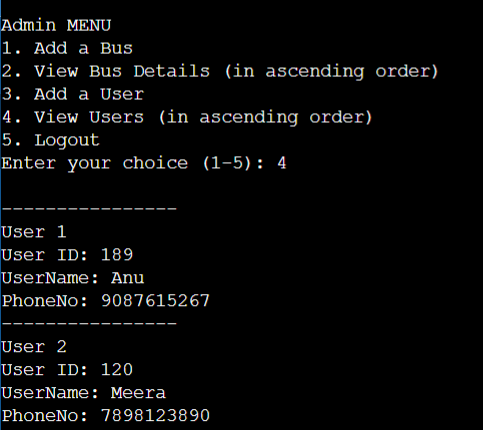 Admin MENU
1. Add a Bus
2. View Bus Details (in ascending order)
3. Add a User
4. View Users (in ascending order)
5. Logout
Enter your choice (1-5): 4
----------------
User 1
User ID: 189
UserName: Anu
PhoneNo: 9087615267
----------------
User 2
User ID: 120
UserName: Meera
PhoneNo: 7898123890